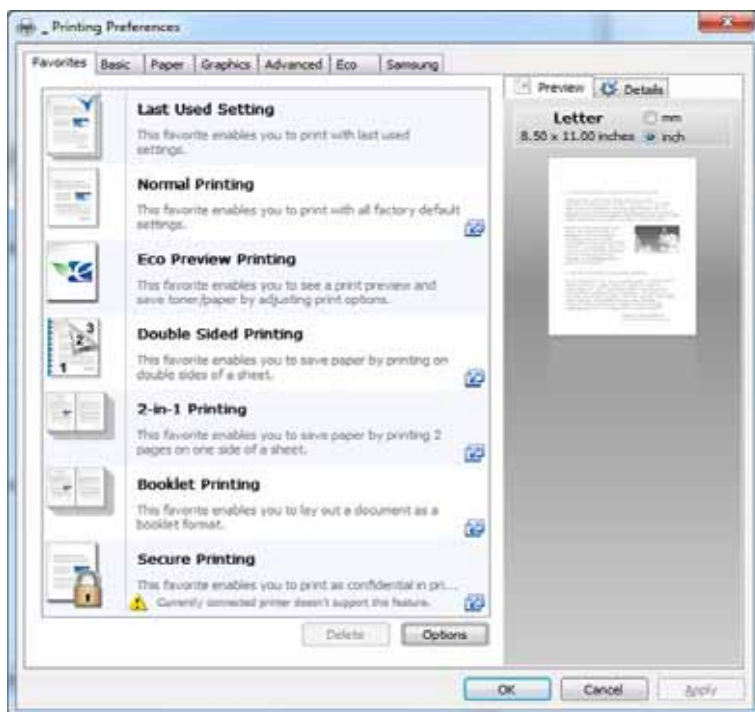 _ Printing Preferences
Favorites Basic Paper Graphics Advanced Eco Samsung
Last Used Setting
This favorite enables you to print with last used
settings.
Normal Printing
This favorite enables you to print with all factory default
settings.
Eco Preview Printing
This favorite enables you to see a print preview and
save toner/paper by adjusting print options.
1 2 3
Double Sided Printing
This favorite enables you to save paper by printing on
double sides of a sheet.
2-in-1 Printing
This favorite enables you to save paper by printing 2
pages on one side of a sheet.
Booklet Printing
This favorite enables you to lay out a document as a
booklet format.
Secure Printing
This favorite enables you to print as confidential in pri...
Currently connected printer doesn't support this feature.
Delete Options
Preview Details
Letter mm
8.50 x 11.00 inches inch
OK Cancel Apply